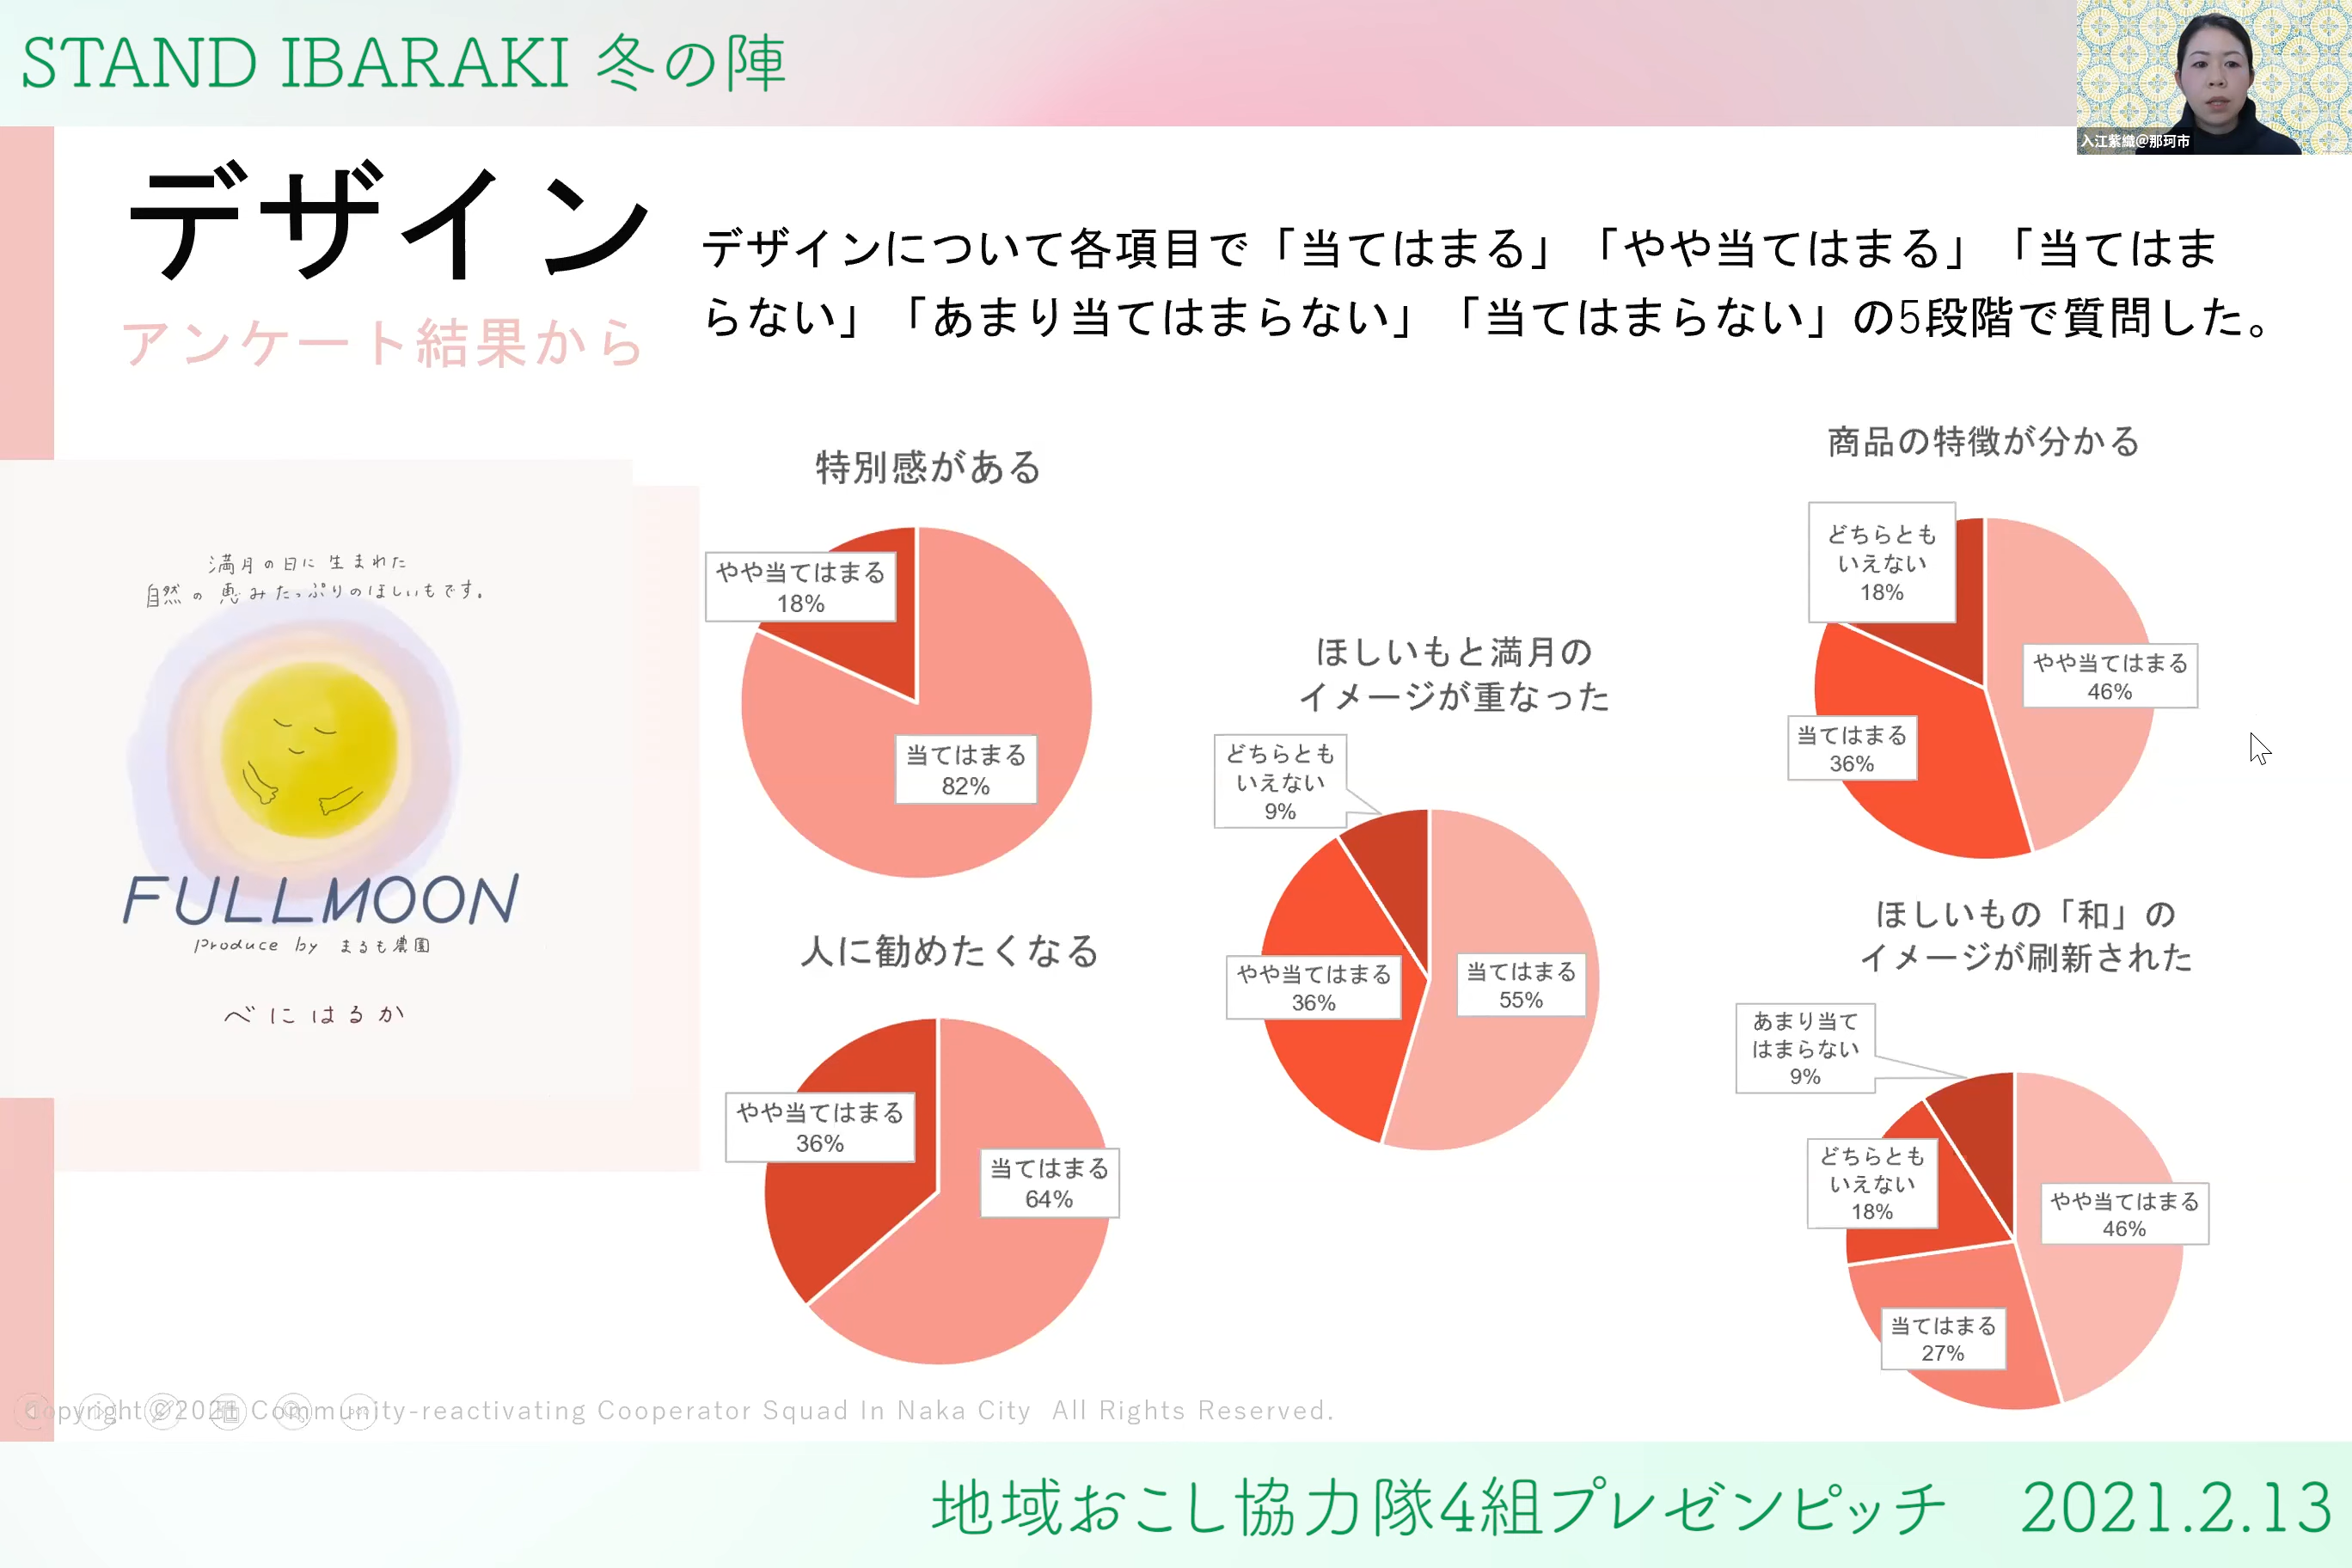 STAND IBARAKI 冬の陣
入江紫織@那珂市
デザイン
アンケート結果から
デザインについて各項目で「当てはまる」「やや当てはまる」「当てはま
らない」「あまり当てはまらない」「当てはまらない」の5段階で質問した。
満月の日に生まれた
自然の恵みたっぷりのほしいもです。
FULLMOON
produce by まるも農園
べにはるか
特別感がある
やや当てはまる
18%
当てはまる
82%
人に勧めたくなる
やや当てはまる
36%
当てはまる
64%
ほしいもと満月の
イメージが重なった
どちらとも
いえない
9%
やや当てはまる
36%
当てはまる
55%
商品の特徴が分かる
どちらとも
いえない
18%
やや当てはまる
46%
当てはまる
36%
ほしいもの「和」の
イメージが刷新された
あまり当て
はまらない
9%
どちらとも
いえない
18%
やや当てはまる
46%
当てはまる
27%
Copyright©2021 Community-reactivating Cooperator Squad In Naka City All Rights Reserved.
地域おこし協力隊4組プレゼンピッチ 2021.2.13